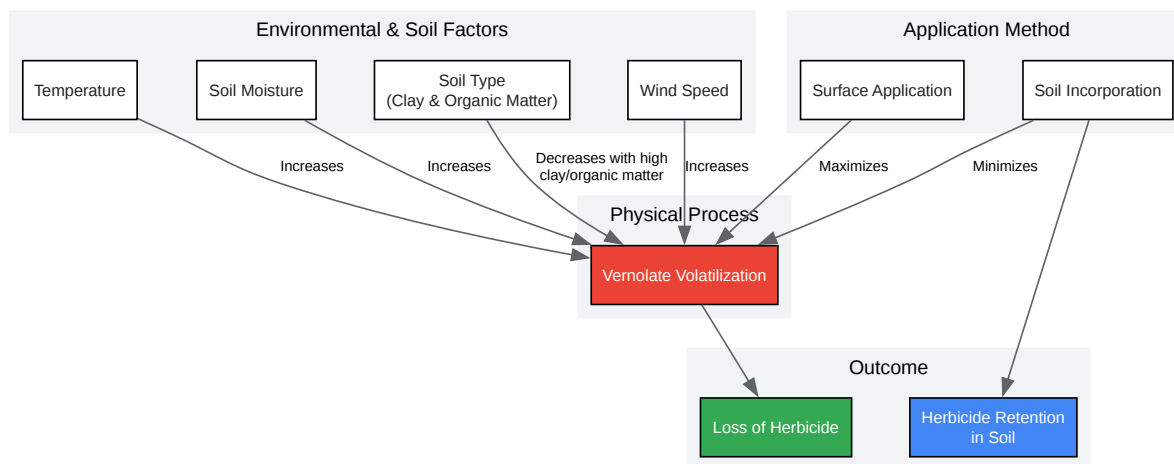 Environmental & Soil Factors
Application Method
Temperature
Soil Moisture
Soil Type
(Clay & Organic Matter)
Wind Speed
Surface Application
Soil Incorporation
Increases
Increases
Decreases with high
clay/organic matter
Increases
Maximizes
Minimizes
Physical Process
Vernolate Volatilization
Outcome
Loss of Herbicide
Herbicide Retention
in Soil